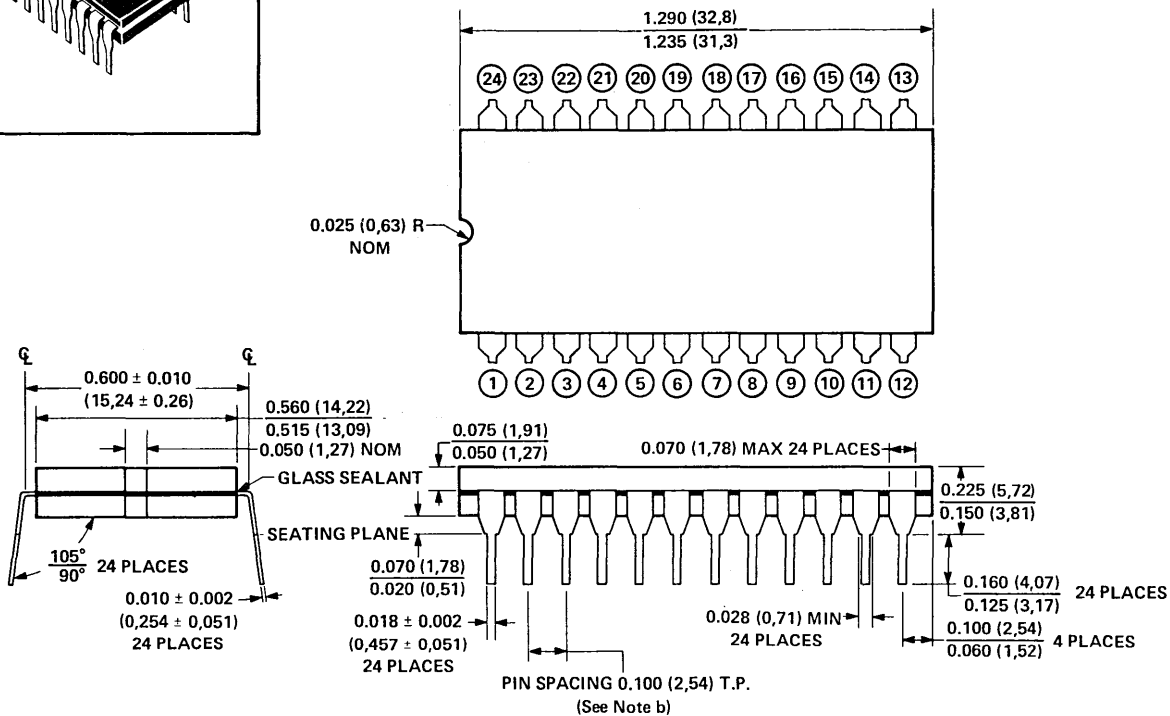 1.290 (32,8)
1.235 (31,3)
24 23 22 21 20 19 18 17 16 15 14 13
0.025 (0,63) R
NOM
1 2 3 4 5 6 7 8 9 10 11 12
℄ ℄
0.600 ± 0.010
(15,24 ± 0.26)
0.560 (14,22)
0.515 (13,09)
0.050 (1,27) NOM
GLASS SEALANT
SEATING PLANE
105°
90° 24 PLACES
0.010 ± 0.002
(0,254 ± 0,051)
24 PLACES
0.075 (1,91)
0.050 (1,27)
0.070 (1,78) MAX 24 PLACES
0.225 (5,72)
0.150 (3,81)
0.070 (1,78)
0.020 (0,51)
0.018 ± 0.002
(0,457 ± 0,051)
24 PLACES
0.028 (0,71) MIN
24 PLACES
0.160 (4,07)
0.125 (3,17) 24 PLACES
0.100 (2,54)
0.060 (1,52) 4 PLACES
PIN SPACING 0.100 (2,54) T.P.
(See Note b)